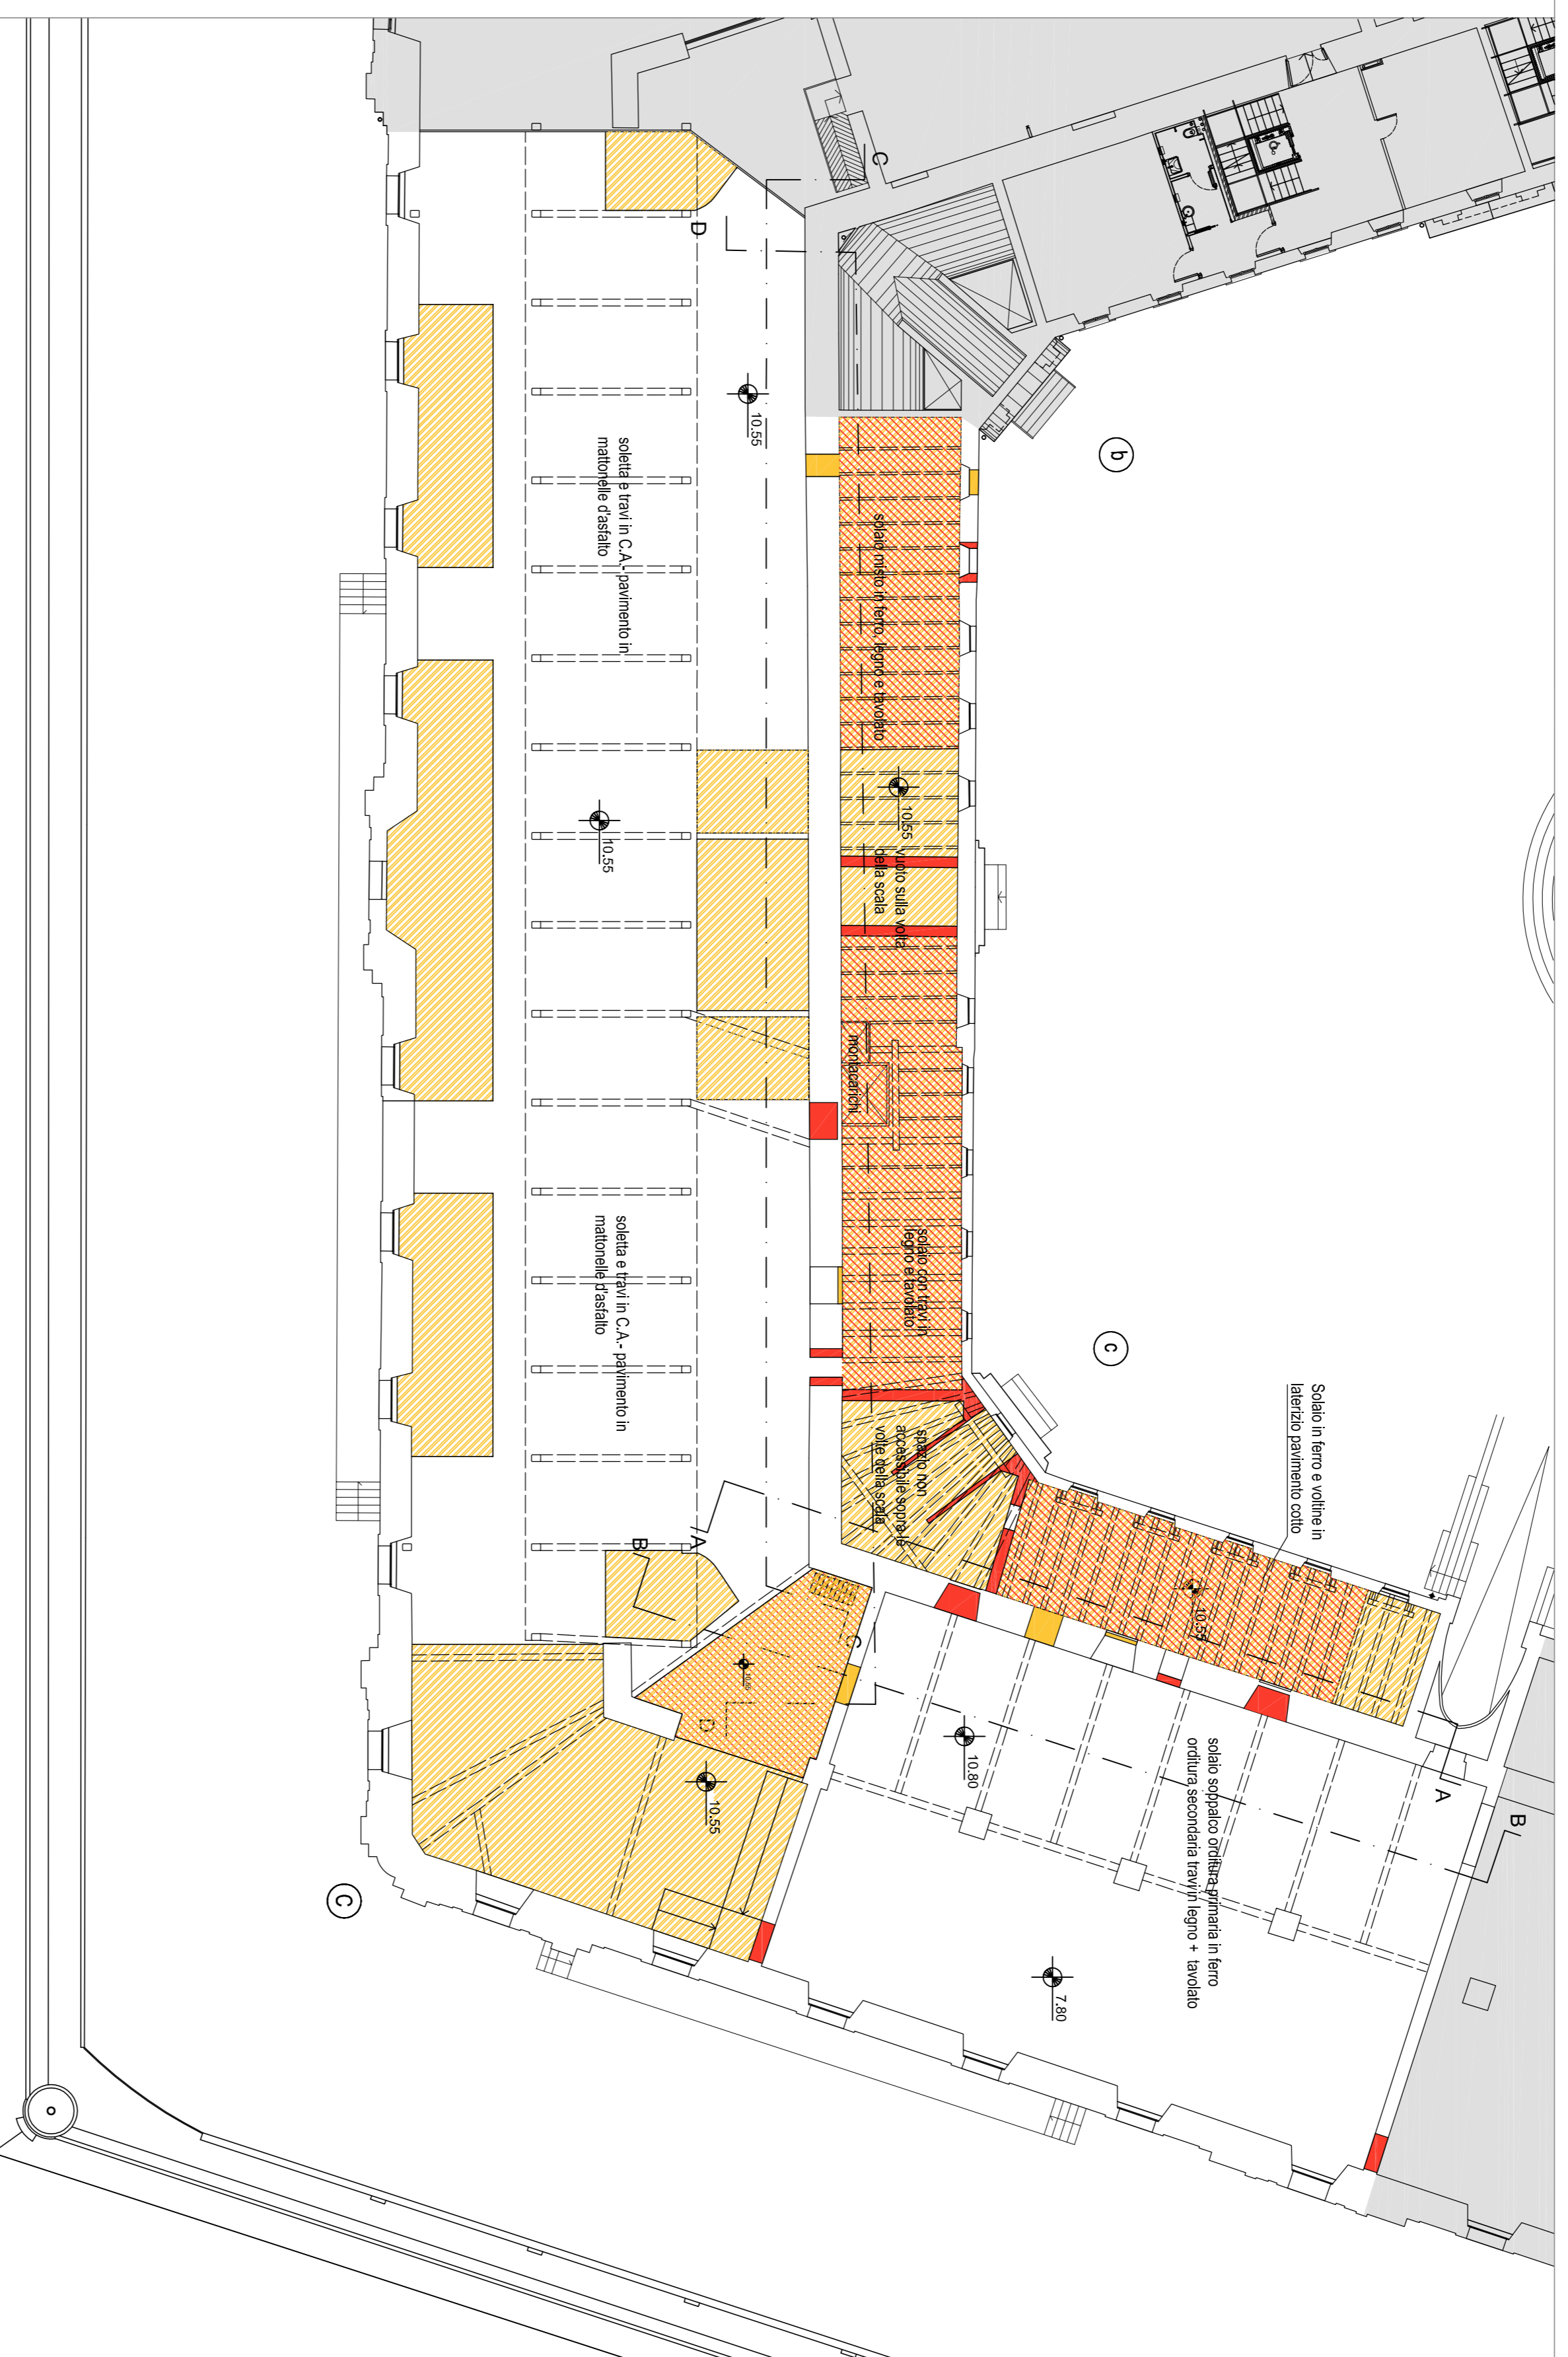 C
D
b
10.55
soletta e travi in C.A.- pavimento in
mattonelle d'asfalto
solaio misto in ferro, legno e tavolato
10.55
10.55
vuoto sulla volta
della scala
montacarichi
solaio con travi in
legno e tavolato
soletta e travi in C.A.- pavimento in
mattonelle d'asfalto
c
Solaio in ferro e voltine in
laterizio pavimento cotto
spazio non
accessibile sopra le
volte della scala
A
B
10.55
C
D
10.55
10.55
10.80
solaio soppalco orditura primaria in ferro
orditura secondaria travi in legno + tavolato
A
B
7.80
C